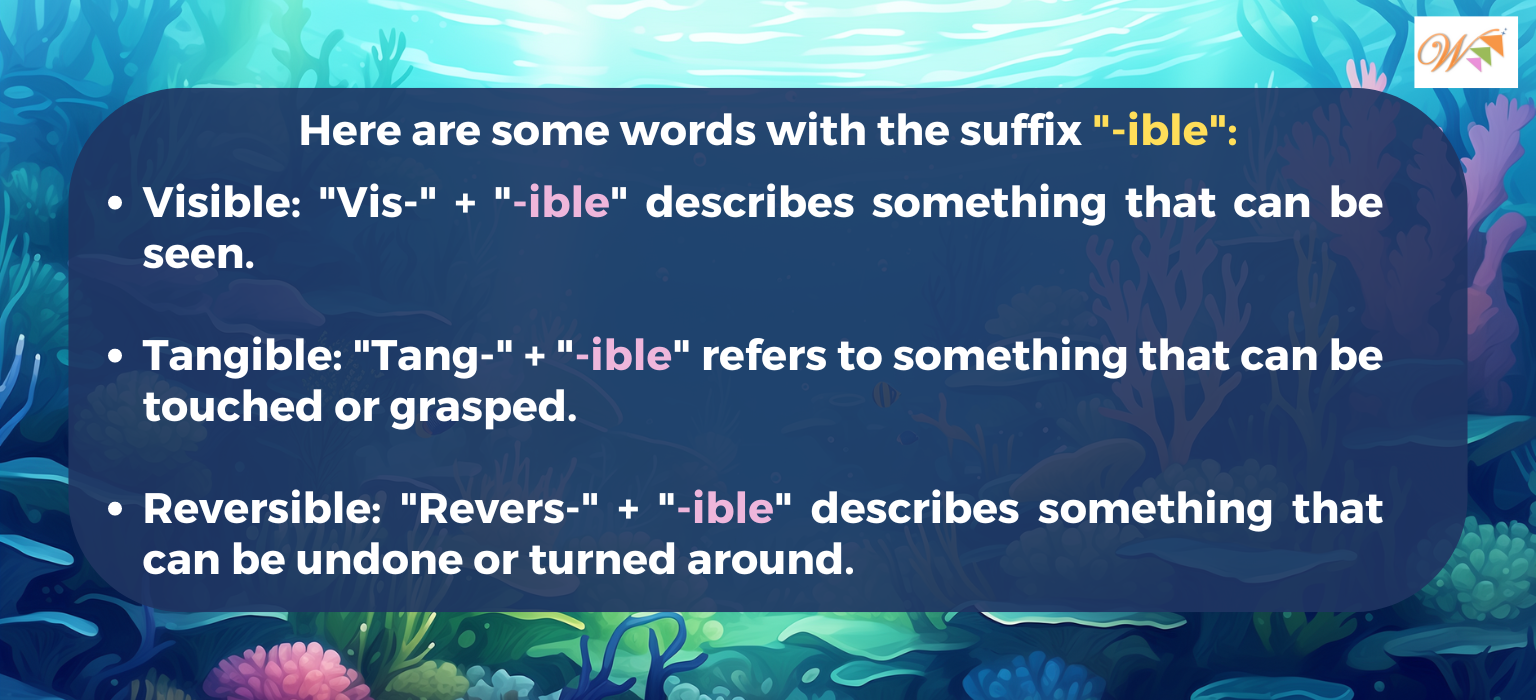 W
Here are some words with the suffix "-ible":
• Visible: "Vis-" + "-ible" describes something that can be
seen.
• Tangible: "Tang-" + "-ible" refers to something that can be
touched or grasped.
• Reversible: "Revers-" + "-ible" describes something that
can be undone or turned around.